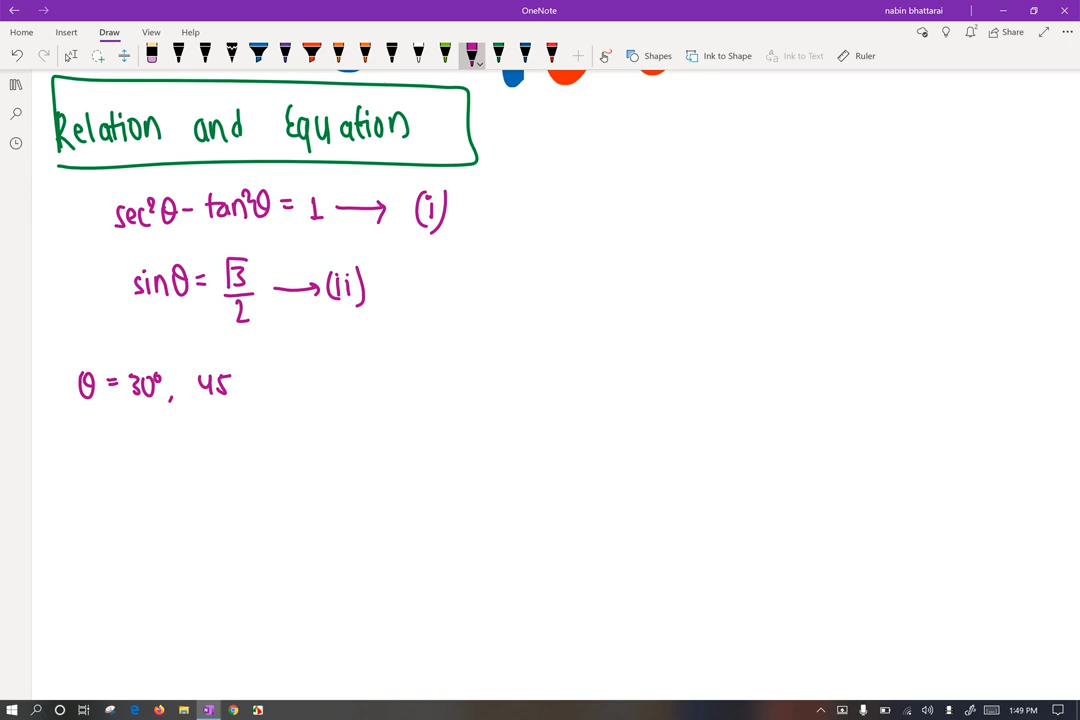 OneNote
nabin bhattarai
Home Insert Draw View Help
Share
Shapes Ink to Shape Ink to Text Ruler
Relation and Equation
sec²θ - tan²θ = 1 → (i)
sinθ = √3/2 → (ii)
θ = 30°, 45
1:49 PM